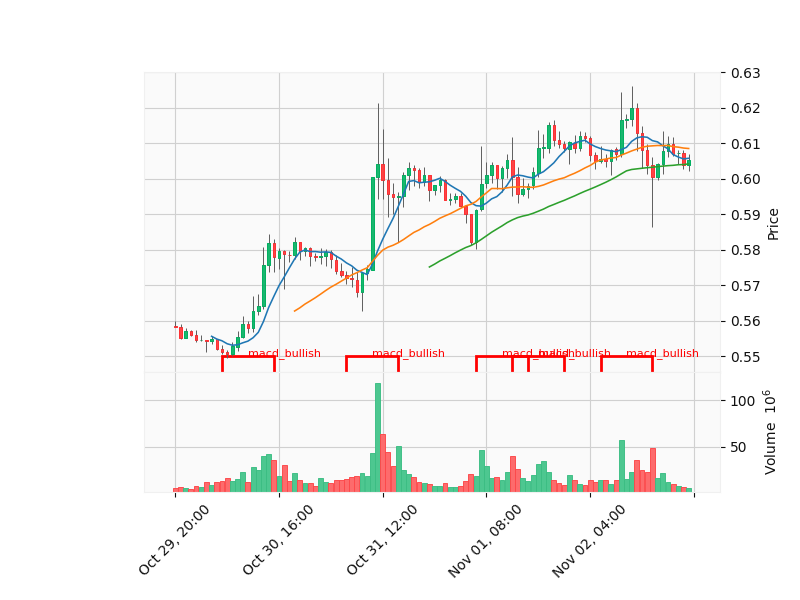 0.63
0.62
0.61
0.60
0.59
0.58
0.57
0.56
0.55
Price
macd_bullish
macd_bullish
macd_bullish
macd_bullish
macd_bullish
100
50
Volume 10^6
Oct 29, 20:00
Oct 30, 16:00
Oct 31, 12:00
Nov 01, 08:00
Nov 02, 04:00